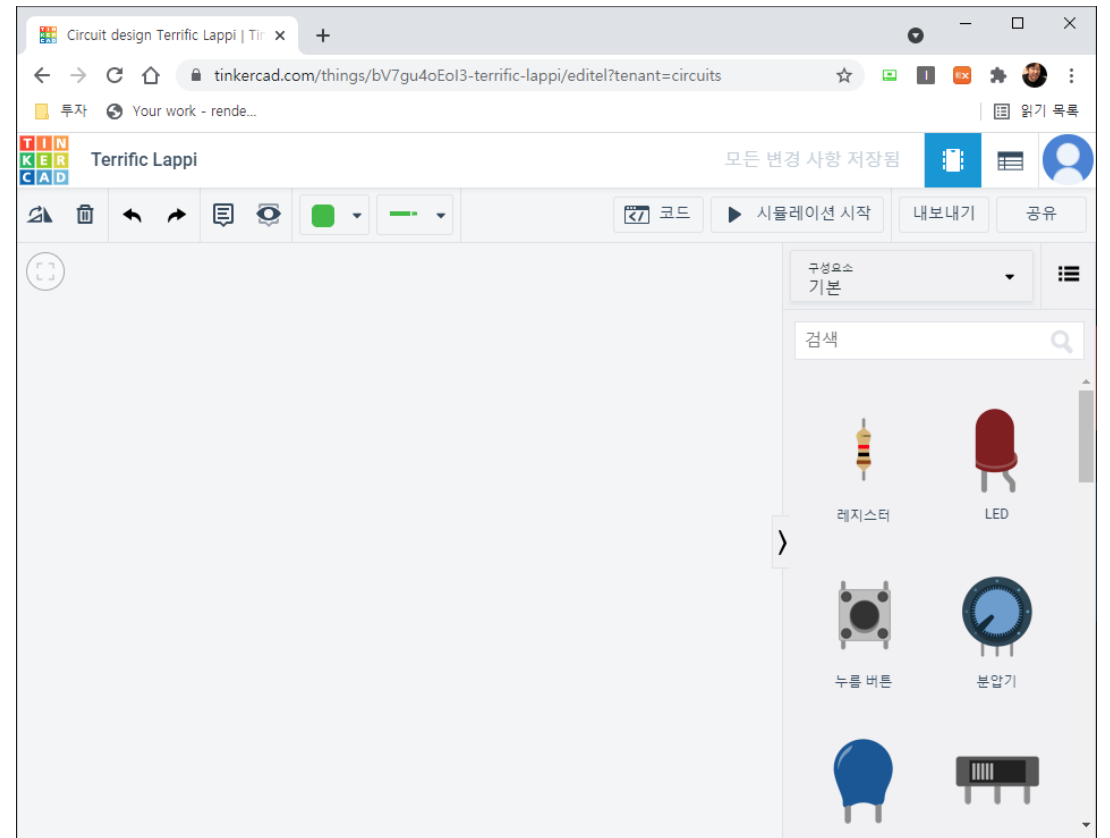 Circuit design Terrific Lappi | Tin
tinkercad.com/things/bV7gu4oEoI3-terrific-lappi/editel?tenant=circuits
투자
Your work - rende...
읽기 목록
TIN
KER
CAD
Terrific Lappi
모든 변경 사항 저장됨
코드
시뮬레이션 시작
내보내기
공유
구성요소
기본
검색
레지스터
LED
누름 버튼
분압기